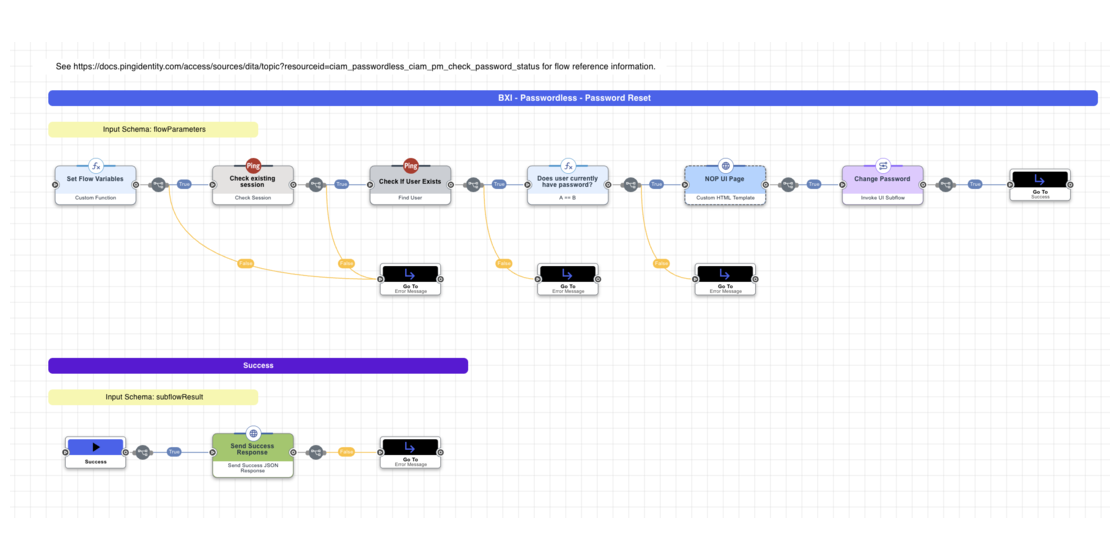 See https://docs.pingidentity.com/access/sources/dita/topic?resourceid=ciam_passwordless_ciam_pm_check_password_status for flow reference information.
BXI - Passwordless - Password Reset
Input Schema: flowParameters
Ping
Ping
Set Flow Variables
Custom Function
True
Check existing
session
Check Session
True
Check If User Exists
Find User
True
Does user currently
have password?
A == B
True
NOP UI Page
Custom HTML Template
True
Change Password
Invoke UI Subflow
True
Go To
Success
False
False
Go To
Error Message
False
Go To
Error Message
False
Go To
Error Message
Success
Input Schema: subflowResult
Success
True
Send Success
Response
Send Success JSON
Response
False
Go To
Error Message